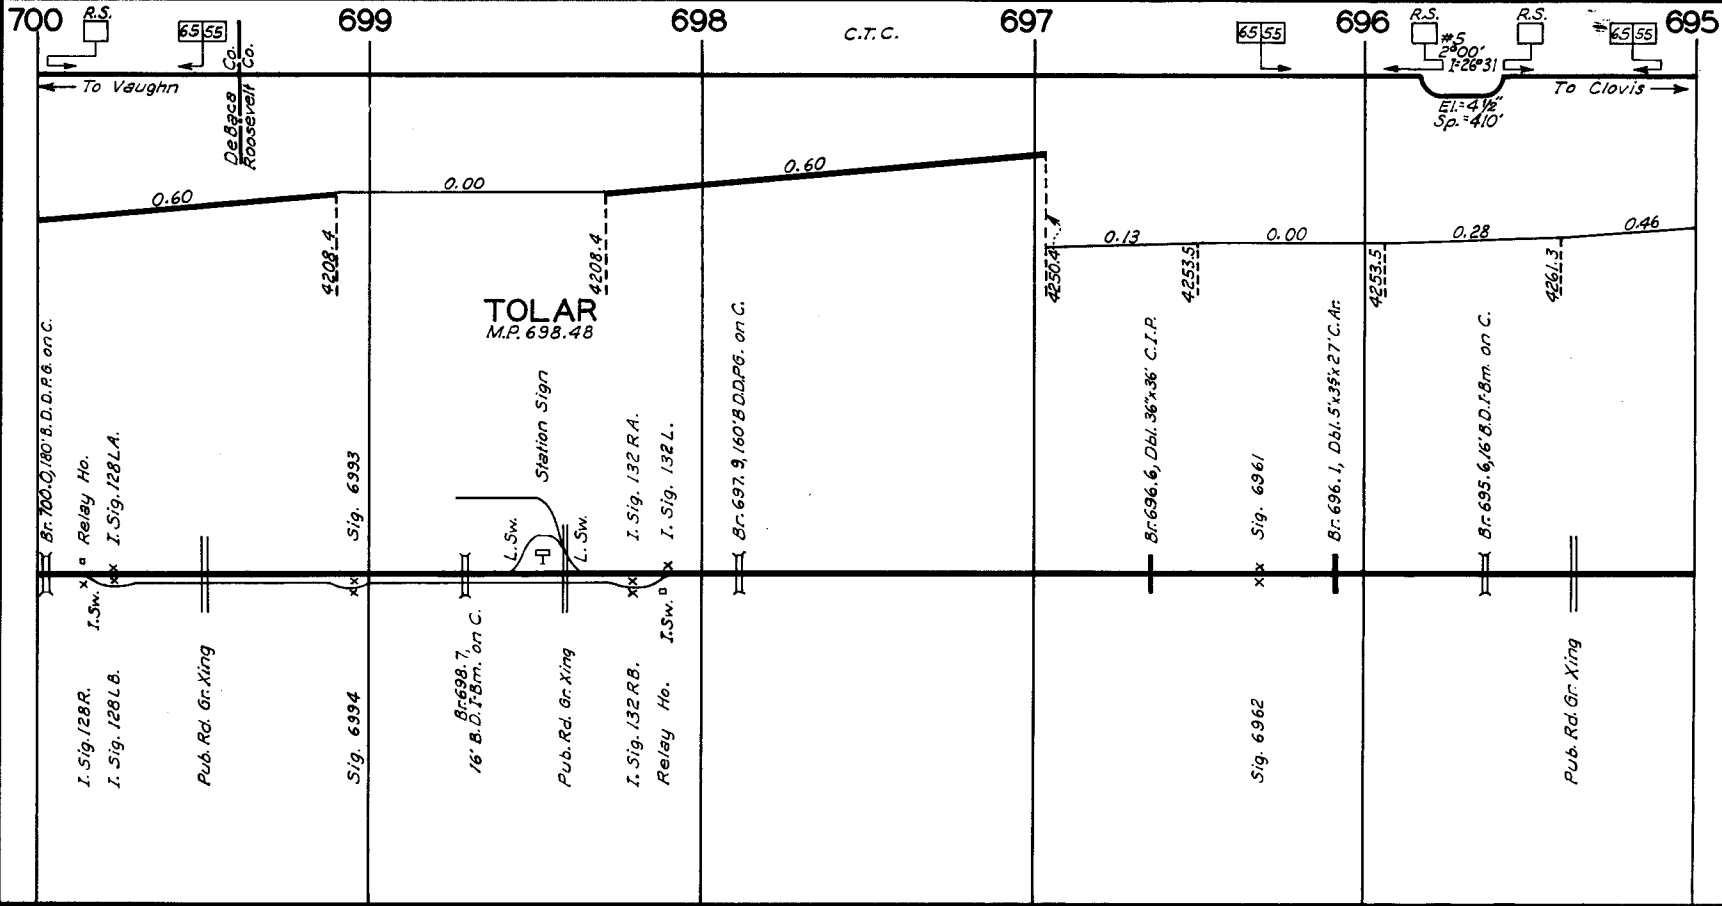 700
R.S.
65 55
699
698
C.T.C.
697
65 55
696
R.S.
R.S.
65 55
695
DeBaca Co.
Roosevelt Co.
#5
2°00'
I=26°31
To Vaughn
To Clovis
El.=4½"
Sp.=410'
0.60
0.00
0.60
0.13
0.00
0.28
0.46
4208.4
4208.4
4250.4
4253.5
4253.5
4261.3
TOLAR
M.P. 698.48
Br. 700.0, 180' B.D.D.P.G. on C.
Relay Ho.
I. Sig. 128LA.
Sig. 6993
L. Sw.
Station Sign
L. Sw.
I. Sig. 132 RA.
I. Sig. 132 L.
Br. 697.9, 160' B.D.D.P.G. on C.
Br. 696.6, Dbl. 36"x36' C.I.P.
Sig. 6961
Br. 696.1, Dbl. 5'x3⅝'x27' C. Ar.
Br. 695.6, 16' B.D. I-Bm. on C.
I. Sw.
I. Sw.
I. Sig. 128R.
I. Sig. 128LB.
Pub. Rd. Gr. Xing
Sig. 6994
Br. 698.7,
16' B.D. I-Bm. on C.
Pub. Rd. Gr. Xing
I. Sig. 132 RB.
Relay Ho.
Sig. 6962
Pub. Rd. Gr. Xing